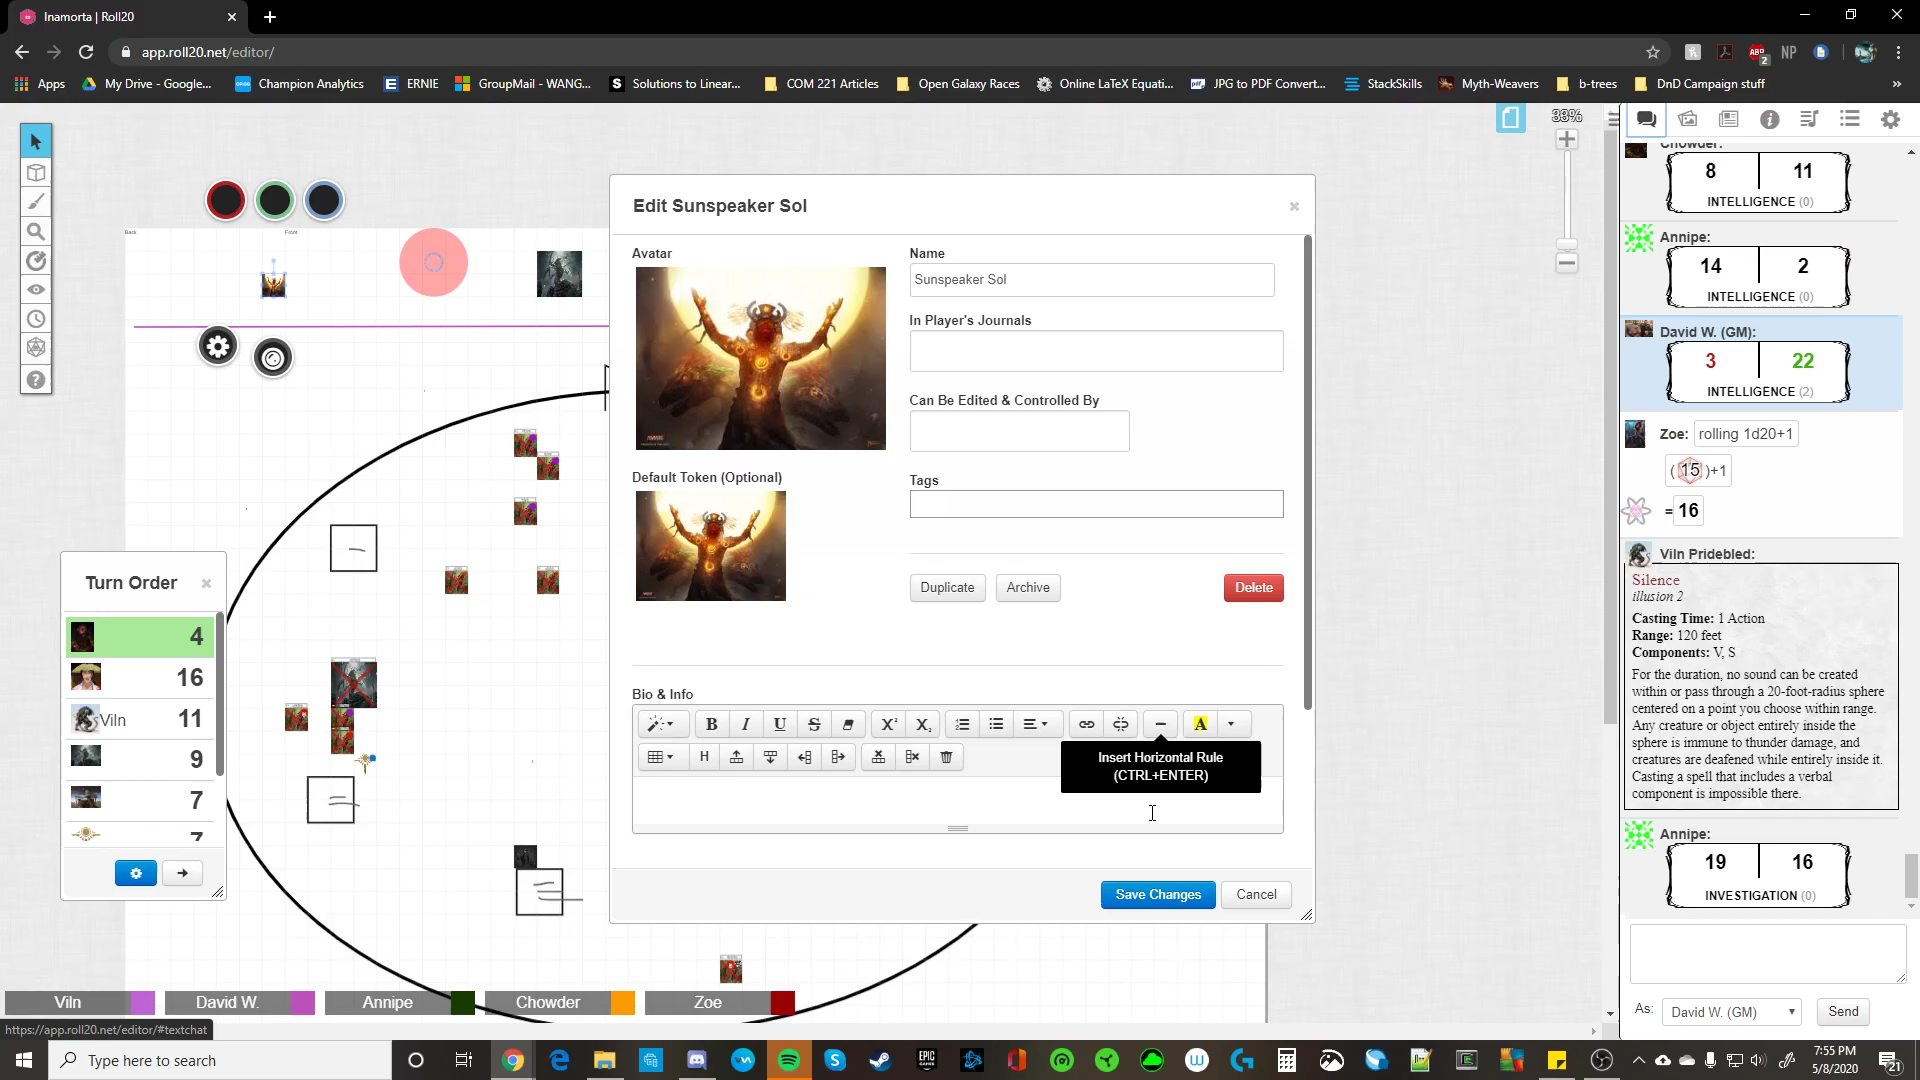 Inamorta | Roll20
app.roll20.net/editor/
2
NP
Apps
My Drive - Google...
Champion Analytics
ERNIE
GroupMail - WANG...
Solutions to Linear...
COM 221 Articles
Open Galaxy Races
Online LaTeX Equati...
JPG to PDF Convert...
StackSkills
Myth-Weavers
b-trees
DnD Campaign stuff
»
33%
Back
Front
Turn Order
4
16
Viln
11
9
7
7
Edit Sunspeaker Sol
Avatar
Name
Sunspeaker Sol
In Player's Journals
Can Be Edited & Controlled By
Default Token (Optional)
Tags
Duplicate
Archive
Delete
Bio & Info
B
I
U
S
X²
X,
A
H
Insert Horizontal Rule
(CTRL+ENTER)
Save Changes
Cancel
Chowder:
8
11
INTELLIGENCE (0)
Annipe:
14
2
INTELLIGENCE (0)
David W. (GM):
3
22
INTELLIGENCE (2)
Zoe:
rolling 1d20+1
(15)+1
=16
Viln Pridebled:
Silence
illusion 2
Casting Time: 1 Action
Range: 120 feet
Components: V, S
For the duration, no sound can be created
within or pass through a 20-foot-radius sphere
centered on a point you choose within range.
Any creature or object entirely inside the
sphere is immune to thunder damage, and
creatures are deafened while entirely inside it.
Casting a spell that includes a verbal
component is impossible there.
Annipe:
19
16
INVESTIGATION (0)
As:
David W. (GM)
Send
Viln
David W.
Annipe
Chowder
Zoe
https://app.roll20.net/editor/#textchat
Type here to search
7:55 PM
5/8/2020
21